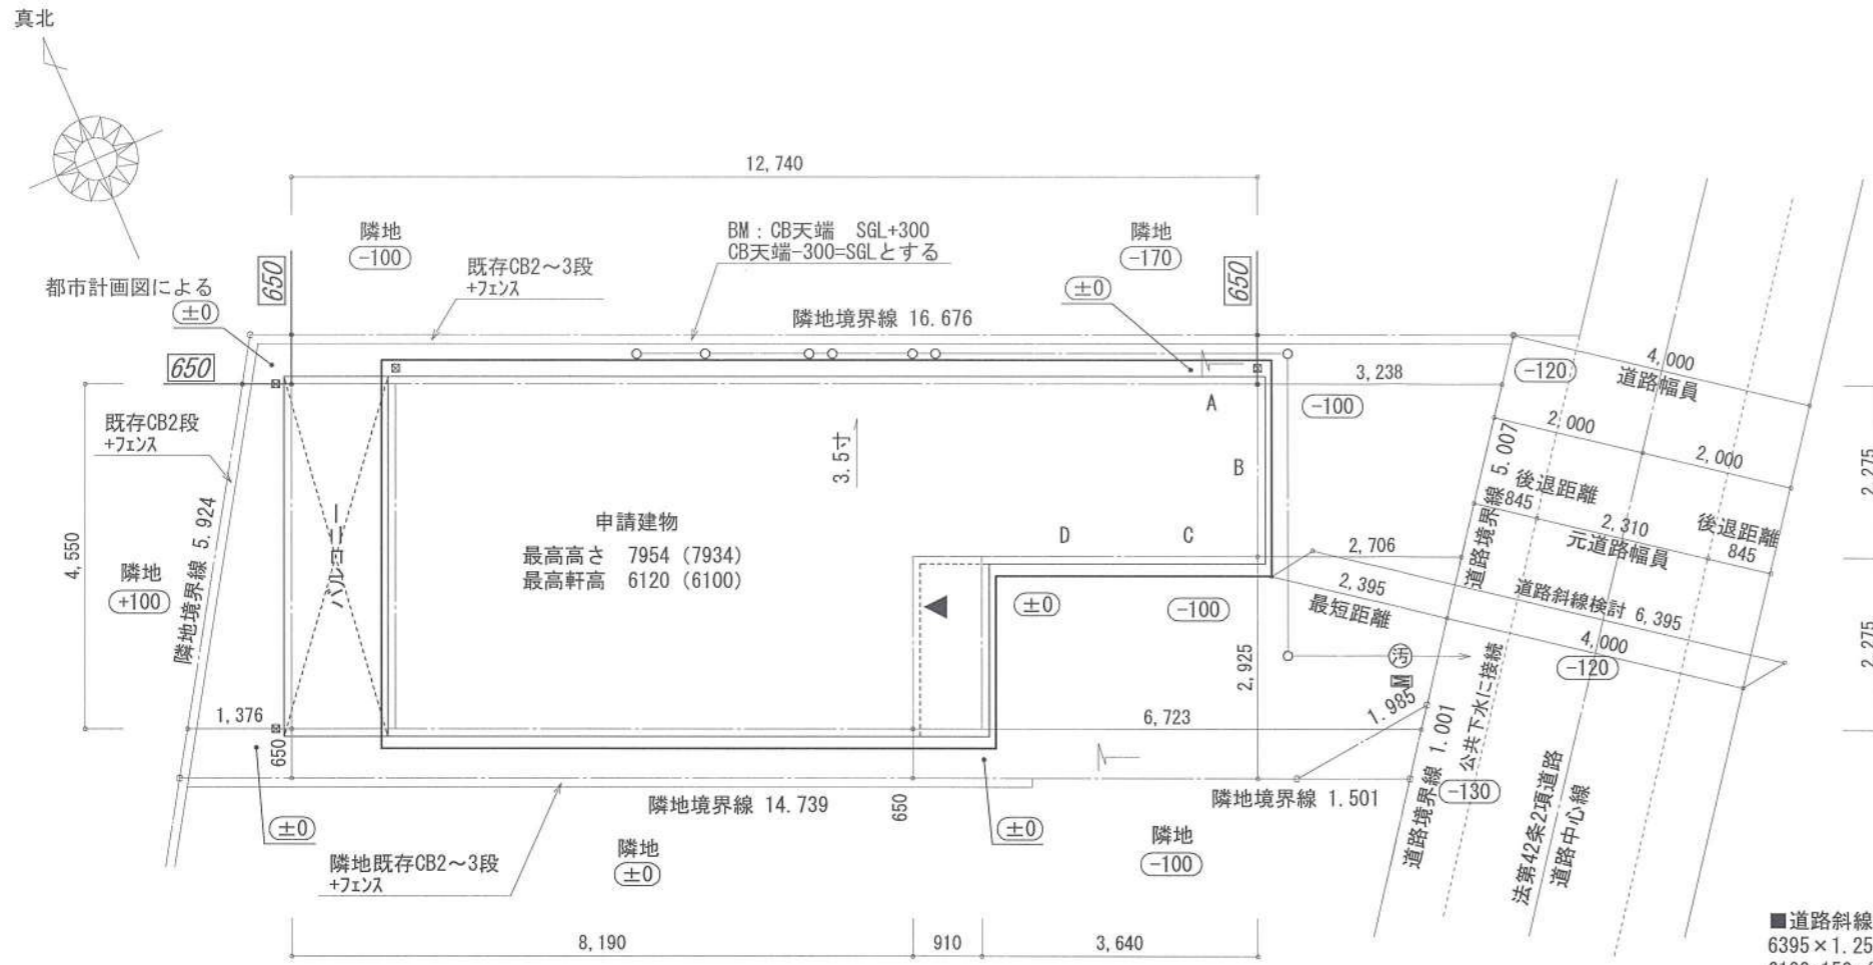 真北
12,740
隣地
-100
BM：CB天端　SGL+300
CB天端-300=SGLとする
隣地
-170
既存CB2～3段
+フェンス
650
650
都市計画図による
±0
±0
隣地境界線 16.676
650
4,000
道路幅員
3,238
-120
A
-100
既存CB2段
+フェンス
2,000
2,000
3.5寸
B
道路境界線 5.007
後退距離
845
2,310
元道路幅員
後退距離
845
2,275
隣地境界線 5.924
4,550
バルコニー
申請建物
最高高さ　7954（7934）
最高軒高　6120（6100）
D
C
2,706
隣地
+100
2,395
最短距離
道路斜線検討 6,395
4,000
-120
±0
-100
2,275
2,925
汚
M
1.985
公共下水に接続
1,376
650
6,723
道路境界線 1.001
隣地境界線 14.739
650
隣地境界線 1.501
-130
±0
±0
隣地
±0
隣地
-100
隣地既存CB2～3段
+フェンス
法第42条2項道路
道路中心線
8,190
910
3,640
■道路斜線
6395×1.25